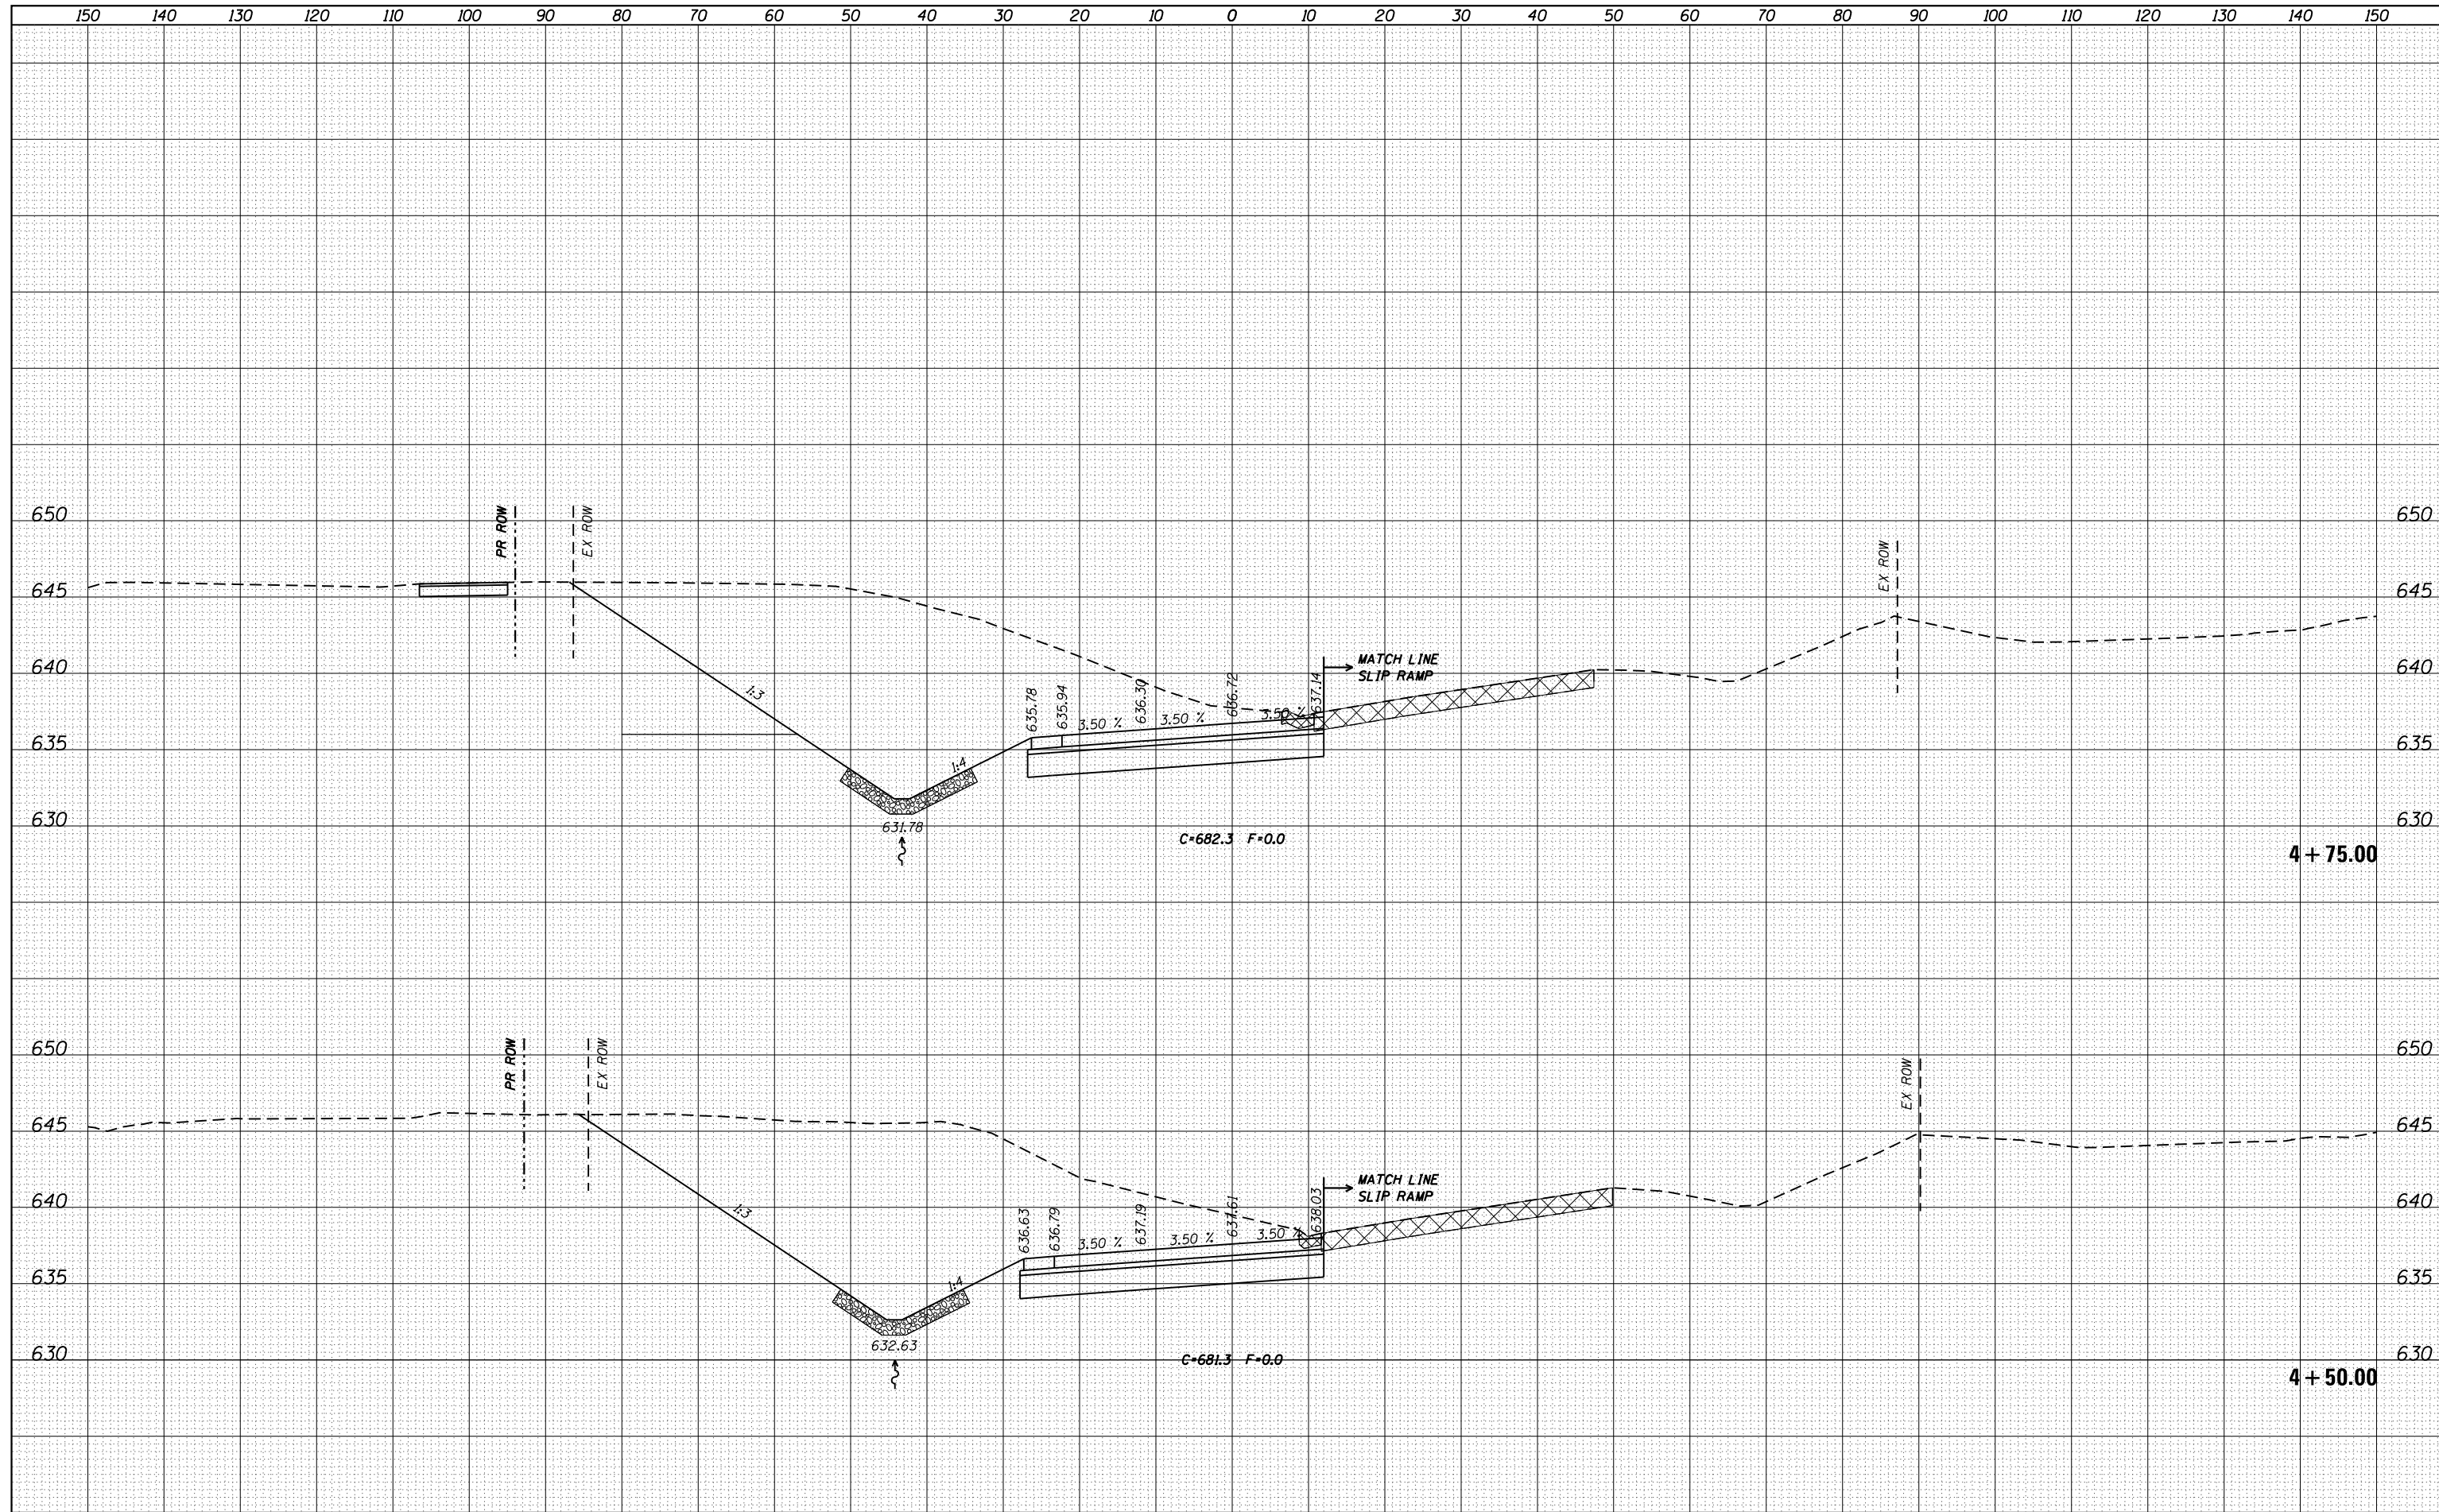 150 140 130 120 110 100 90 80 70 60 50 40 30 20 10 0 10 20 30 40 50 60 70 80 90 100 110 120 130 140 150
650 PR ROW EX ROW 650
EX ROW
645 645
640 MATCH LINE 640
SLIP RAMP
1:3 635.78 635.94 636.30 636.72 637.14
3.50 % 3.50 % 3.50 %
635 635
1:4
630 631.78 630
C=682.3 F=0.0
4 + 75.00
650 PR ROW EX ROW 650
EX ROW
645 645
MATCH LINE
640 SLIP RAMP 640
1:3 636.63 636.79 637.19 637.61 638.03
3.50 % 3.50 % 3.50 %
635 1:4 635
632.63
630 C=681.3 F=0.0 630
4 + 50.00